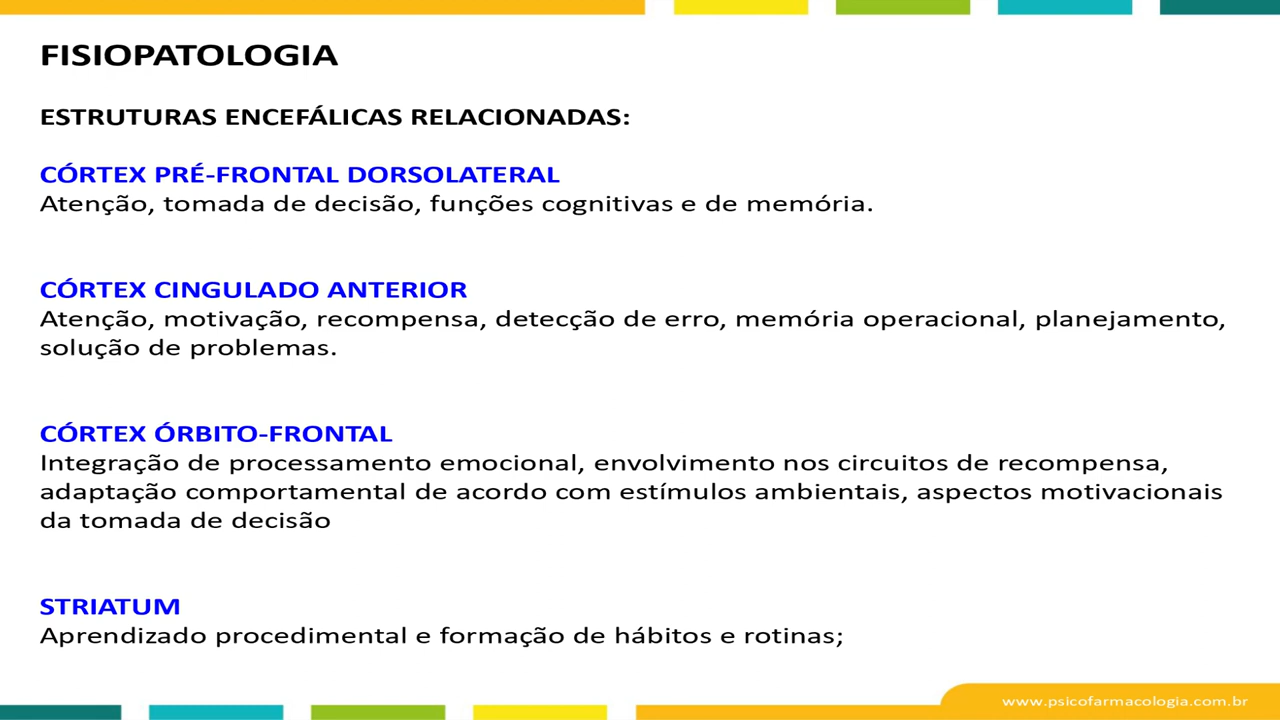 FISIOPATOLOGIA
ESTRUTURAS ENCEFÁLICAS RELACIONADAS:
CÓRTEX PRÉ-FRONTAL DORSOLATERAL
Atenção, tomada de decisão, funções cognitivas e de memória.
CÓRTEX CINGULADO ANTERIOR
Atenção, motivação, recompensa, detecção de erro, memória operacional, planejamento,
solução de problemas.
CÓRTEX ÓRBITO-FRONTAL
Integração de processamento emocional, envolvimento nos circuitos de recompensa,
adaptação comportamental de acordo com estímulos ambientais, aspectos motivacionais
da tomada de decisão
STRIATUM
Aprendizado procedimental e formação de hábitos e rotinas;
www.psicofarmacologia.com.br